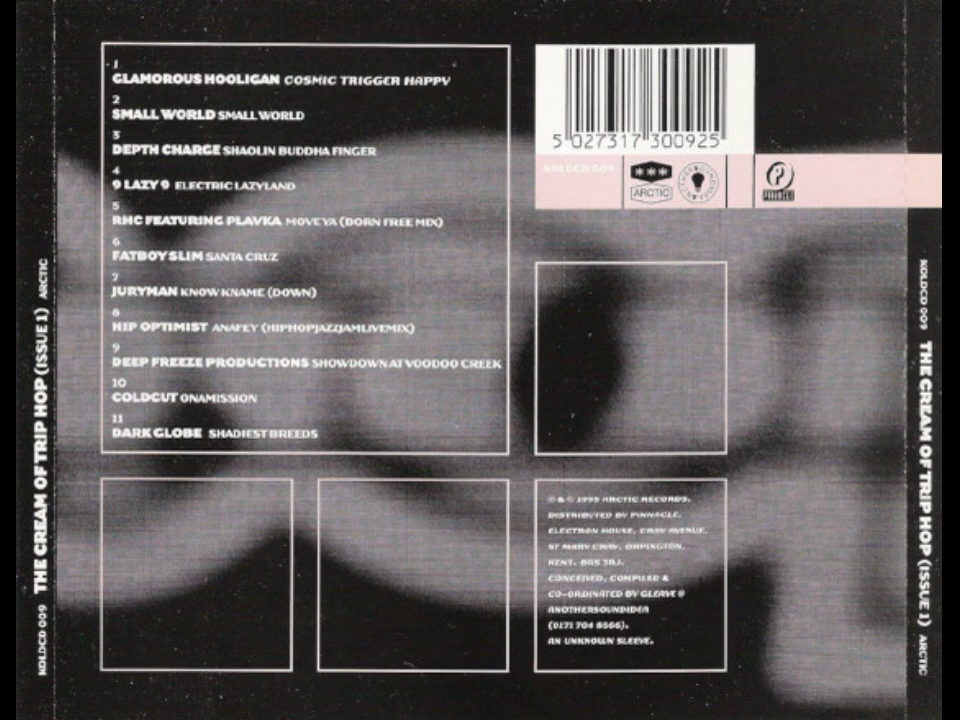 1
GLAMOROUS HOOLIGAN COSMIC TRIGGER HAPPY
2
SMALL WORLD SMALL WORLD
3
DEPTH CHARGE SHAOLIN BUDDHA FINGER
4
9 LAZY 9 ELECTRIC LAZYLAND
5
RHC FEATURING PLAVKA MOVE YA (BORN FREE MIX)
6
FATBOY SLIM SANTA CRUZ
7
JURYMAN KNOW KNAME (DOWN)
8
HIP OPTIMIST ANAFEY (HIPHOPJAZZJAMLIVEMIX)
9
DEEP FREEZE PRODUCTIONS SHOWDOWN AT VOODOO CREEK
10
COLDCUT ONAMISSION
11
DARK GLOBE SHADIEST BREEDS
5 027317 300925
KOLDCD 009
ARCTIC
PINNACLE
℗ & © 1995 ARCTIC RECORDS.
DISTRIBUTED BY PINNACLE.
ELECTRON HOUSE, CRAY AVENUE,
ST MARY CRAY, ORPINGTON,
KENT. BR5 3RJ.
CONCEIVED, COMPILED &
CO-ORDINATED BY GLEAVE @
ANOTHERSOUNDIDEA
(0171 704 8566).
AN UNKNOWN SLEEVE.
KOLDCD 009 THE CREAM OF TRIP HOP (ISSUE 1) ARCTIC
KOLDCD 009 THE CREAM OF TRIP HOP (ISSUE 1) ARCTIC